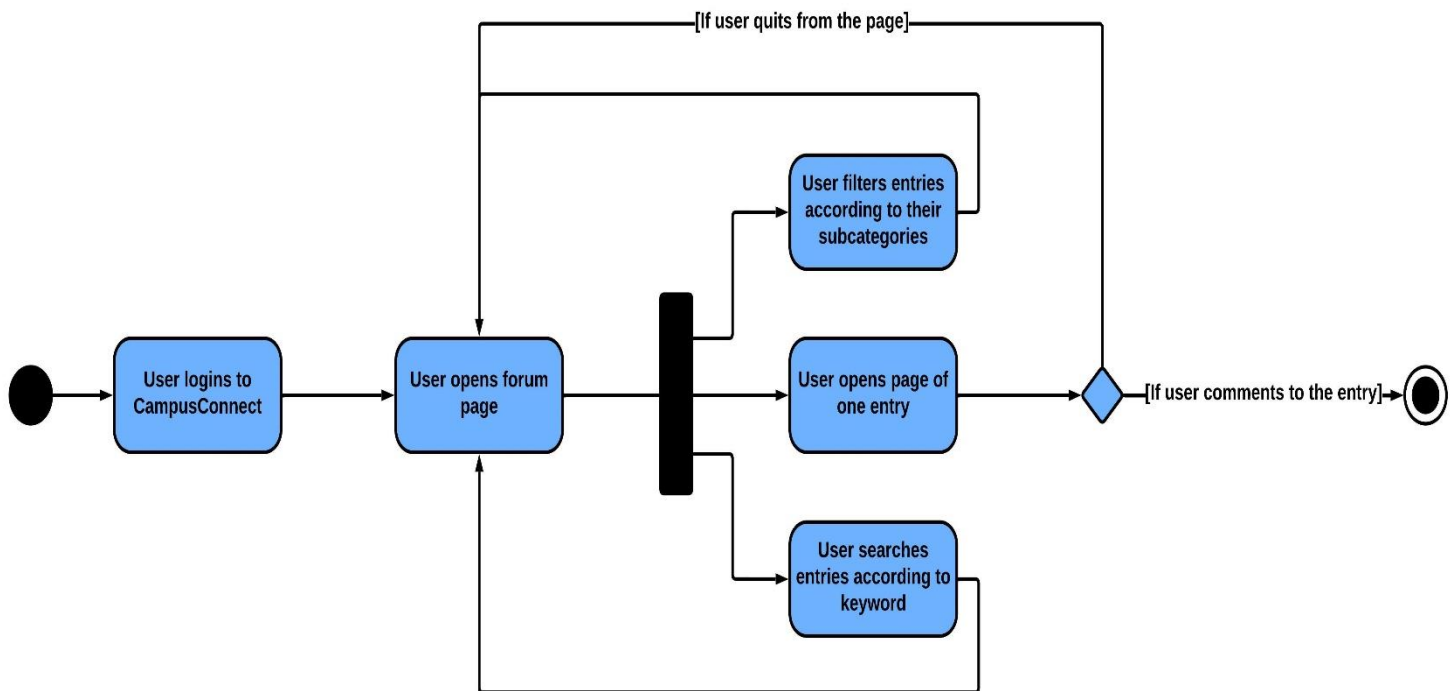 [If user quits from the page]
User filters entries
according to their
subcategories
User logins to
CampusConnect
User opens forum
page
User opens page of
one entry
[If user comments to the entry]
User searches
entries according to
keyword